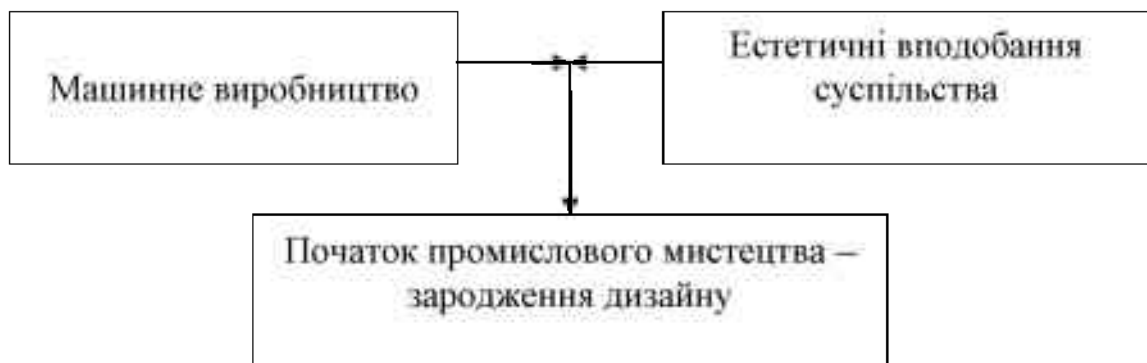 Машинне виробництво
Естетичні вподобання
суспільства
Початок промислового мистецтва –
зародження дизайну